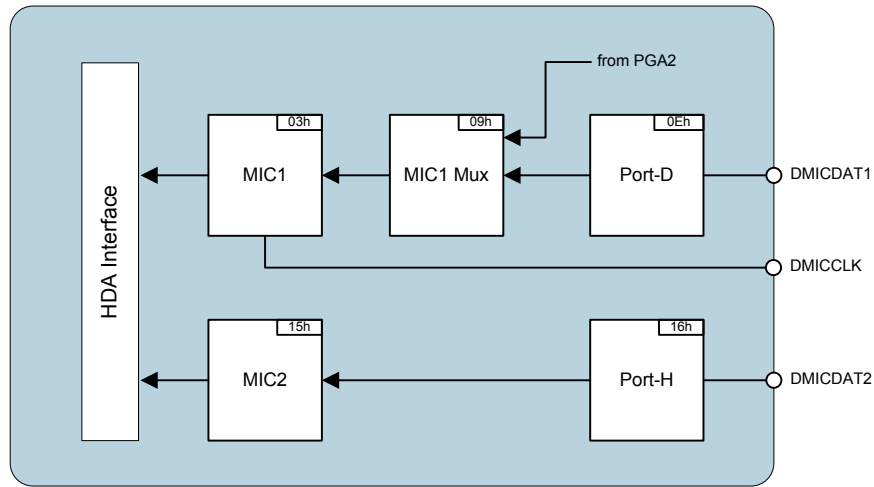 from PGA2
03h
09h
0Eh
MIC1
MIC1 Mux
Port-D
DMICDAT1
DMICCLK
HDA Interface
15h
16h
MIC2
Port-H
DMICDAT2